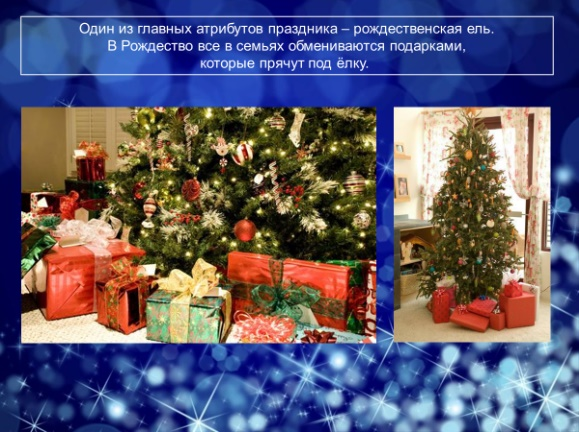 Один из главных атрибутов праздника – рождественская ель.
В Рождество все в семьях обмениваются подарками,
которые прячут под ёлку.